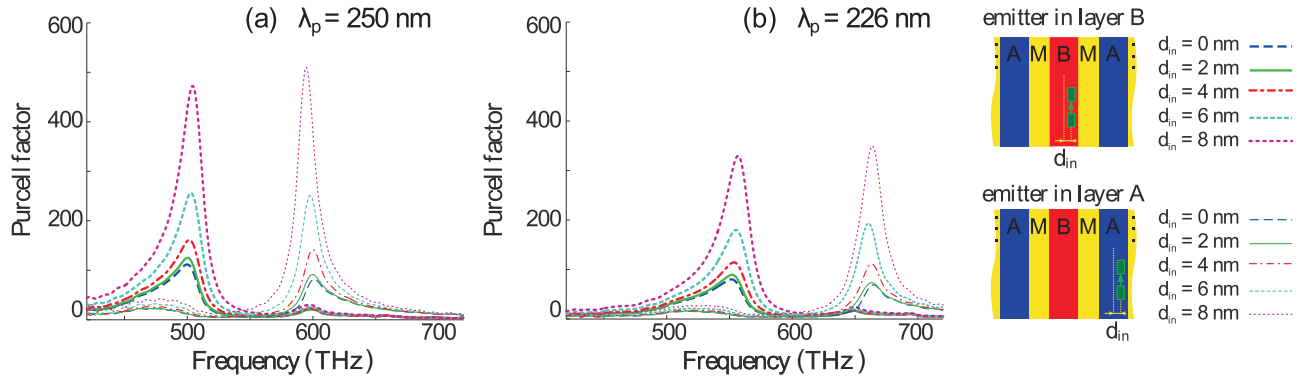 (a) λp = 250 nm
600
400
200
0
Purcell factor
500
600
700
Frequency (THz)
(b) λp = 226 nm
600
400
200
0
Purcell factor
500
600
700
Frequency (THz)
emitter in layer B
A M B M A
din
din = 0 nm
din = 2 nm
din = 4 nm
din = 6 nm
din = 8 nm
emitter in layer A
A M B M A
din
din = 0 nm
din = 2 nm
din = 4 nm
din = 6 nm
din = 8 nm